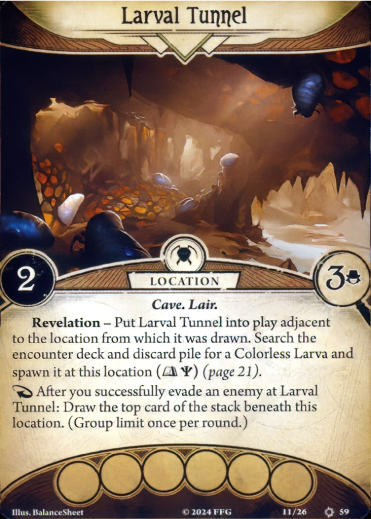 Larval Tunnel
2
3
LOCATION
Cave. Lair.
Revelation – Put Larval Tunnel into play adjacent
to the location from which it was drawn. Search the
encounter deck and discard pile for a Colorless Larva and
spawn it at this location ( ) (page 21).
After you successfully evade an enemy at Larval
Tunnel: Draw the top card of the stack beneath this
location. (Group limit once per round.)
Illus. BalanceSheet © 2024 FFG 11/26 59